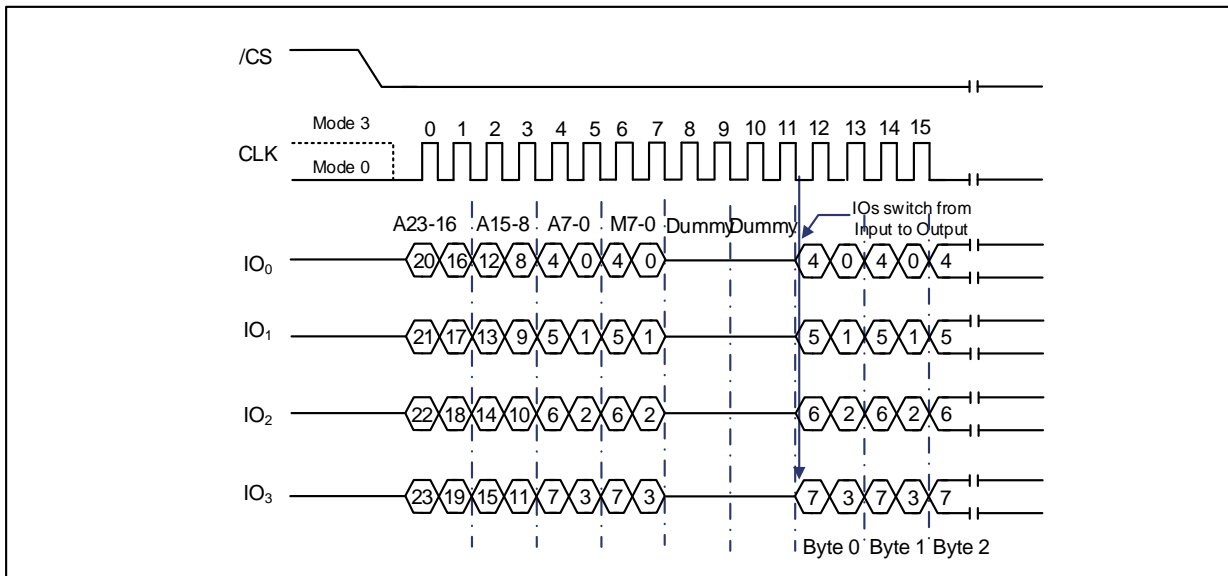 /CS
Mode 3
CLK
Mode 0
0 1 2 3 4 5 6 7 8 9 10 11 12 13 14 15
A23-16 A15-8 A7-0 M7-0 Dummy Dummy
IOs switch from
Input to Output
IO0 20 16 12 8 4 0 4 0 4 0 4 0 4
IO1 21 17 13 9 5 1 5 1 5 1 5 1 5
IO2 22 18 14 10 6 2 6 2 6 2 6 2 6
IO3 23 19 15 11 7 3 7 3 7 3 7 3 7
Byte 0 Byte 1 Byte 2